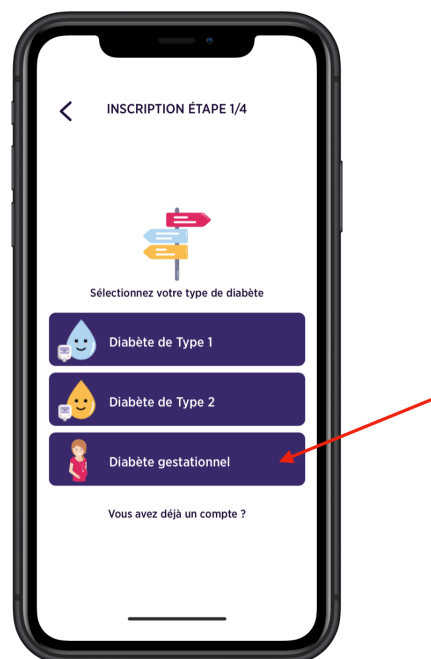 INSCRIPTION ÉTAPE 1/4
Sélectionnez votre type de diabète
Diabète de Type 1
Diabète de Type 2
Diabète gestationnel
Vous avez déjà un compte ?